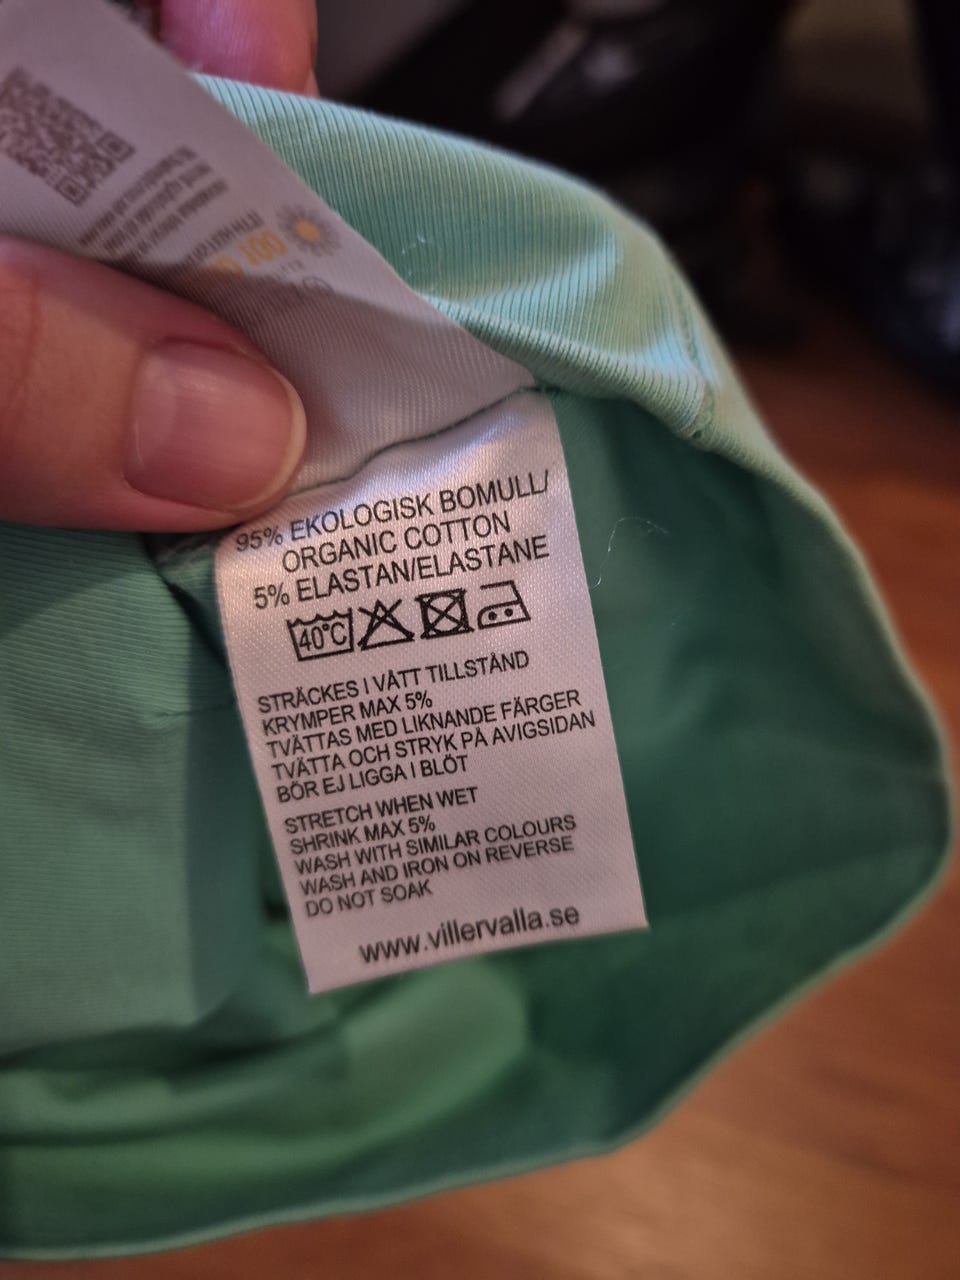 95% EKOLOGISK BOMULL/
ORGANIC COTTON
5% ELASTAN/ELASTANE
40°C
STRÄCKES I VÅTT TILLSTÅND
KRYMPER MAX 5%
TVÄTTAS MED LIKNANDE FÄRGER
TVÄTTA OCH STRYK PÅ AVIGSIDAN
BÖR EJ LIGGA I BLÖT
STRETCH WHEN WET
SHRINK MAX 5%
WASH WITH SIMILAR COLOURS
WASH AND IRON ON REVERSE
DO NOT SOAK
www.villervalla.se